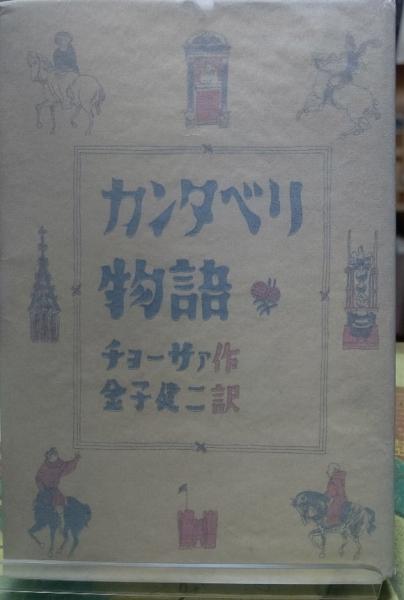 カンタベリ
物語
チョーサァ作
金子健二訳